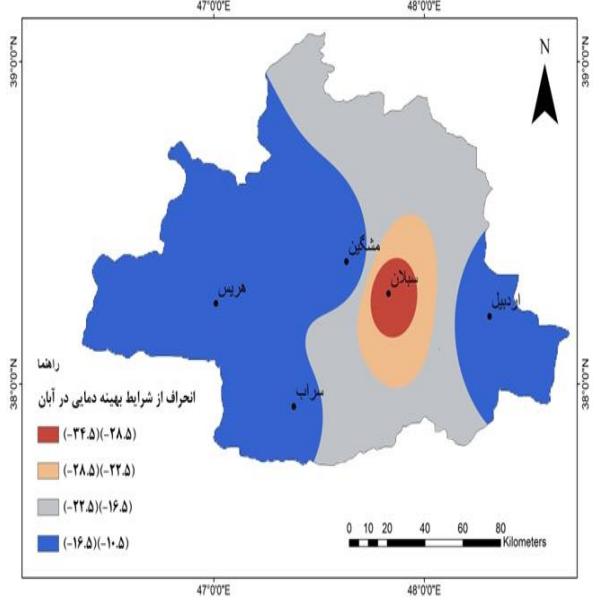 47°0'0"N
48°0'0"E
39°0'0"N
39°0'0"N
N
مشگین
سبلان
هریس
اردبیل
سراب
38°0'0"N
38°0'0"N
راهنما
انحراف از شرایط بهینه دمایی در آبان
(-۳۴.۵)(-۲۸.۵)
(-۲۸.۵)(-۲۲.۵)
(-۲۲.۵)(-۱۶.۵)
(-۱۶.۵)(-۱۰.۵)
0 10 20 40 60 80
Kilometers
47°0'0"N
48°0'0"E